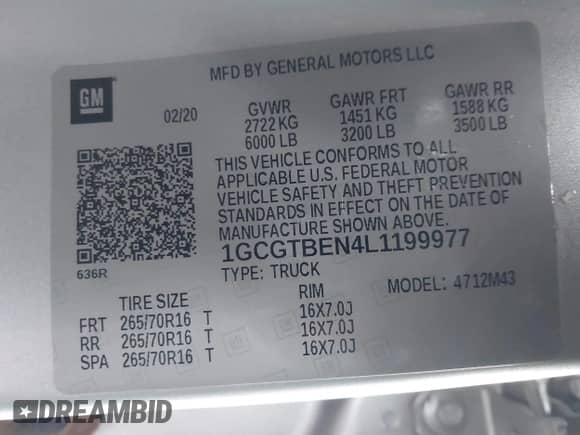 MFD BY GENERAL MOTORS LLC
GM
02/20
GVWR GAWR FRT GAWR RR
2722 KG 1451 KG 1588 KG
6000 LB 3200 LB 3500 LB
THIS VEHICLE CONFORMS TO ALL
APPLICABLE U.S. FEDERAL MOTOR
VEHICLE SAFETY AND THEFT PREVENTION
STANDARDS IN EFFECT ON THE DATE OF
MANUFACTURE SHOWN ABOVE.
636R
1GCGTBEN4L1199977
TYPE: TRUCK MODEL: 4712M43
TIRE SIZE RIM
FRT 265/70R16 T 16X7.0J
RR 265/70R16 T 16X7.0J
SPA 265/70R16 T 16X7.0J
DREAMBID